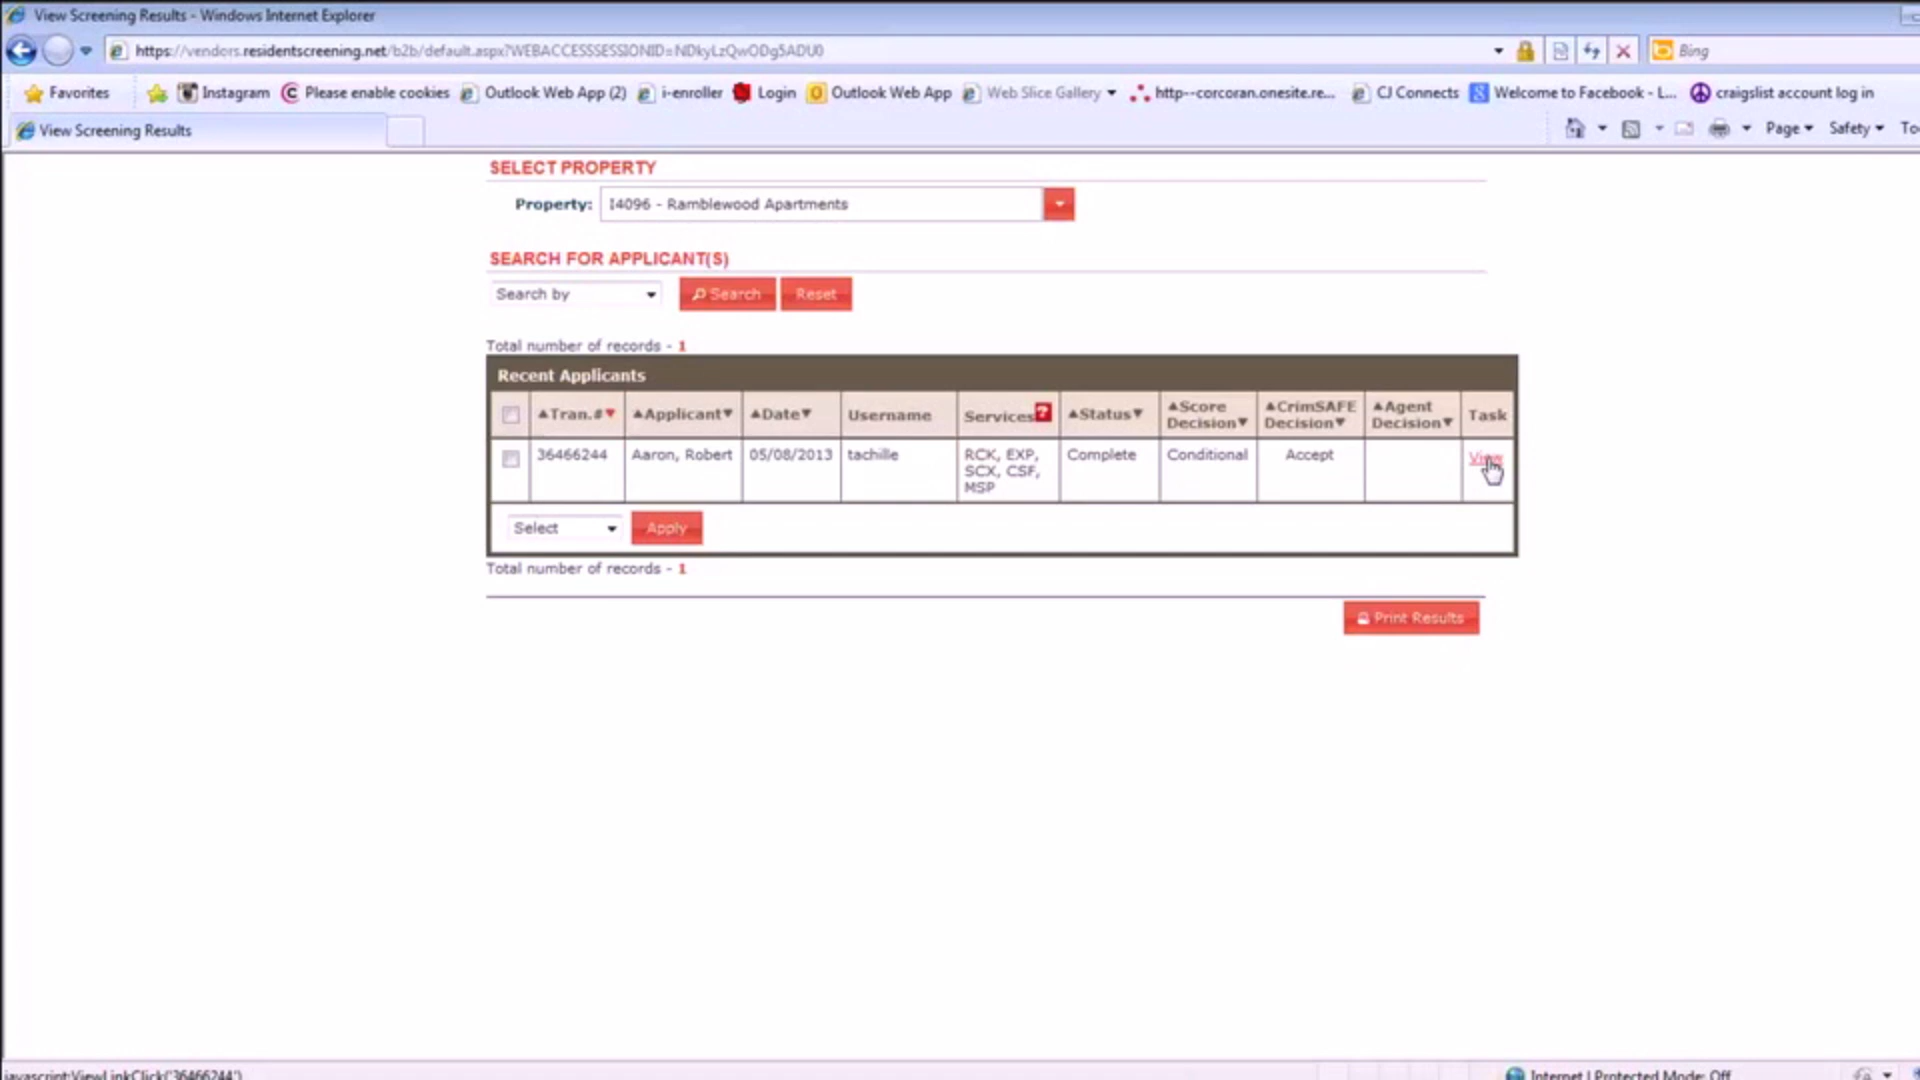 View Screening Results - Windows Internet Explorer
https://vendors.residentscreening.net/b2b/default.aspx?WEBACCESSSESSIONID=NDkyLzQwODg5ADU0
Bing
Favorites Instagram Please enable cookies Outlook Web App (2) i-enroller Login Outlook Web App Web Slice Gallery http--corcoran.onesite.re... CJ Connects Welcome to Facebook - L... craigslist account log in
View Screening Results
Page Safety To
SELECT PROPERTY
Property: I4096 - Ramblewood Apartments
SEARCH FOR APPLICANT(S)
Search by Search Reset
Total number of records - 1
Recent Applicants
▲Tran.#▼ ▲Applicant▼ ▲Date▼ Username Services? ▲Status▼ ▲Score Decision▼ ▲CrimSAFE Decision▼ ▲Agent Decision▼ Task
36466244 Aaron, Robert 05/08/2013 tachille RCK, EXP, SCX, CSF, MSP Complete Conditional Accept View
Select Apply
Total number of records - 1
Print Results
javascript:ViewLinkClick('36466244')
Internet | Protected Mode: Off